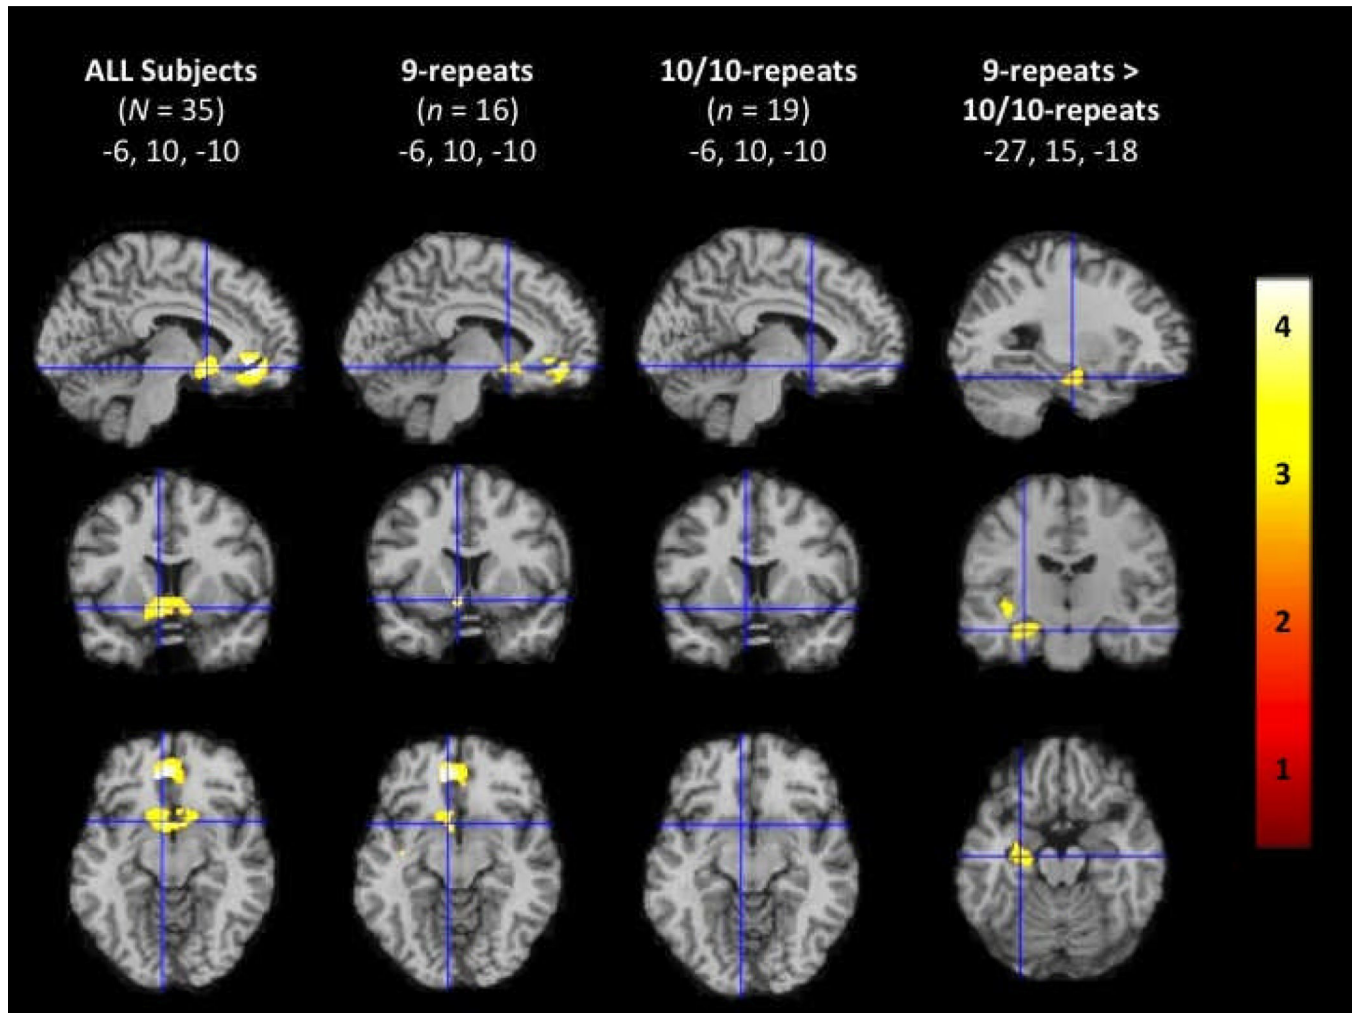 ALL Subjects
(N = 35)
-6, 10, -10
9-repeats
(n = 16)
-6, 10, -10
10/10-repeats
(n = 19)
-6, 10, -10
9-repeats >
10/10-repeats
-27, 15, -18
4
3
2
1